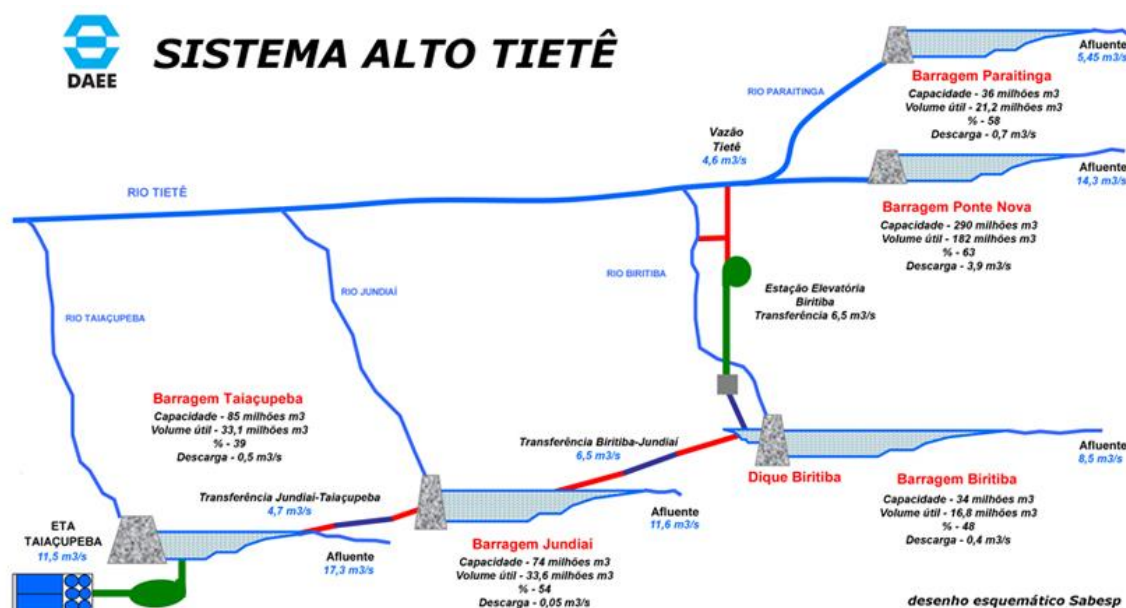 DAEE
SISTEMA ALTO TIETÊ
Afluente
5,45 m3/s
RIO PARAITINGA
Barragem Paraitinga
Capacidade - 36 milhões m3
Volume útil - 21,2 milhões m3
% - 58
Descarga - 0,7 m3/s
Vazão
Tietê
4,6 m3/s
Afluente
14,3 m3/s
RIO TIETÊ
Barragem Ponte Nova
Capacidade - 290 milhões m3
Volume útil - 182 milhões m3
% - 63
Descarga - 3,9 m3/s
RIO BIRITIBA
Estação Elevatória
Biritiba
Transferência 6,5 m3/s
RIO JUNDIAÍ
RIO TAIAÇUPEBA
Barragem Taiaçupeba
Capacidade - 85 milhões m3
Volume útil - 33,1 milhões m3
% - 39
Descarga - 0,5 m3/s
Transferência Biritiba-Jundiaí
6,5 m3/s
Afluente
8,5 m3/s
Dique Biritiba
Barragem Biritiba
Capacidade - 34 milhões m3
Volume útil - 16,8 milhões m3
% - 48
Descarga - 0,4 m3/s
Transferência Jundiaí-Taiaçupeba
4,7 m3/s
Afluente
11,6 m3/s
ETA
TAIAÇUPEBA
11,5 m3/s
Afluente
17,3 m3/s
Barragem Jundiaí
Capacidade - 74 milhões m3
Volume útil - 33,6 milhões m3
% - 54
Descarga - 0,05 m3/s
desenho esquemático Sabesp